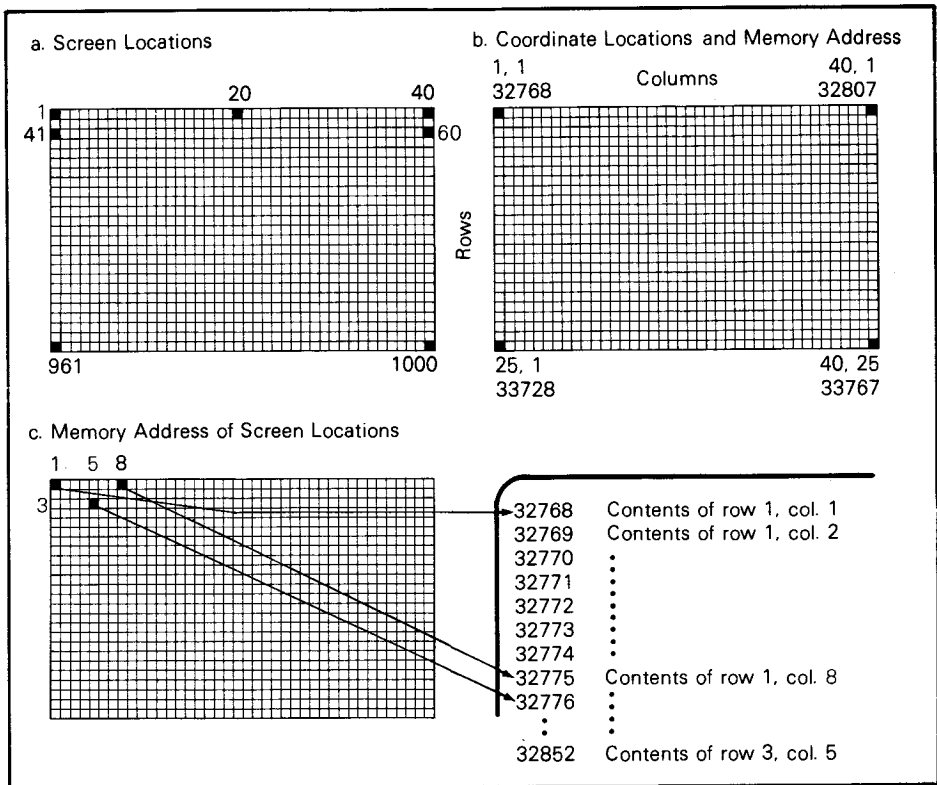 a. Screen Locations
1
20
40
41
60
961
1000
b. Coordinate Locations and Memory Address
1, 1
32768
Columns
40, 1
32807
Rows
25, 1
33728
40, 25
33767
c. Memory Address of Screen Locations
1 5 8
3
32768 Contents of row 1, col. 1
32769 Contents of row 1, col. 2
32770
32771
32772
32773
32774
32775 Contents of row 1, col. 8
32776
32852 Contents of row 3, col. 5